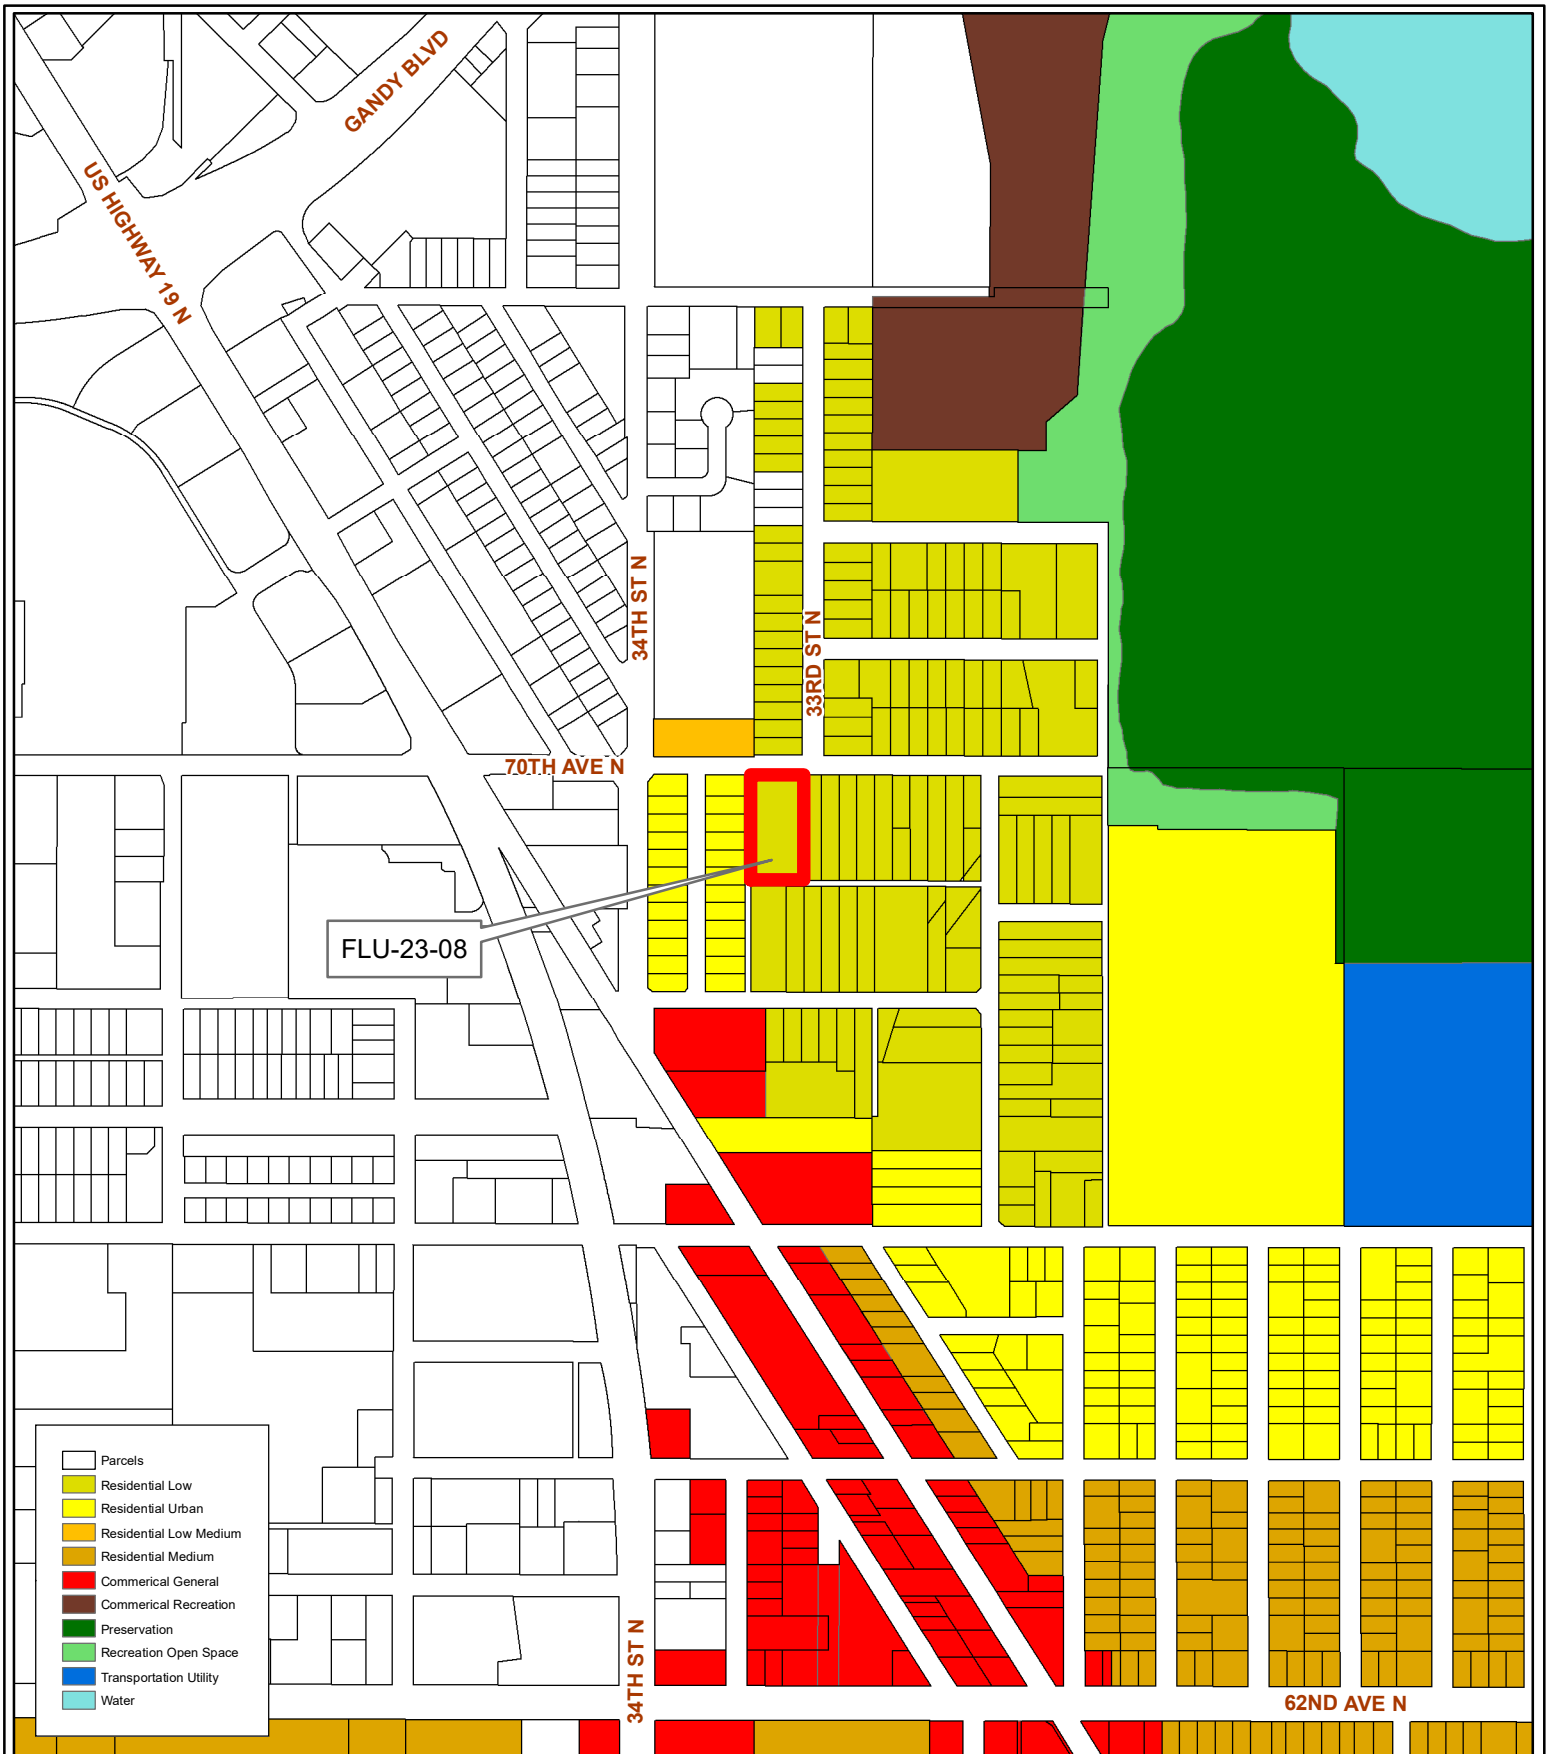 GANDY BLVD
US HIGHWAY 19 N
34TH ST N
33RD ST N
70TH AVE N
FLU-23-08
Parcels
Residential Low
Residential Urban
Residential Low Medium
Residential Medium
Commerical General
Commerical Recreation
Preservation
Recreation Open Space
Transportation Utility
Water
34TH ST N
62ND AVE N